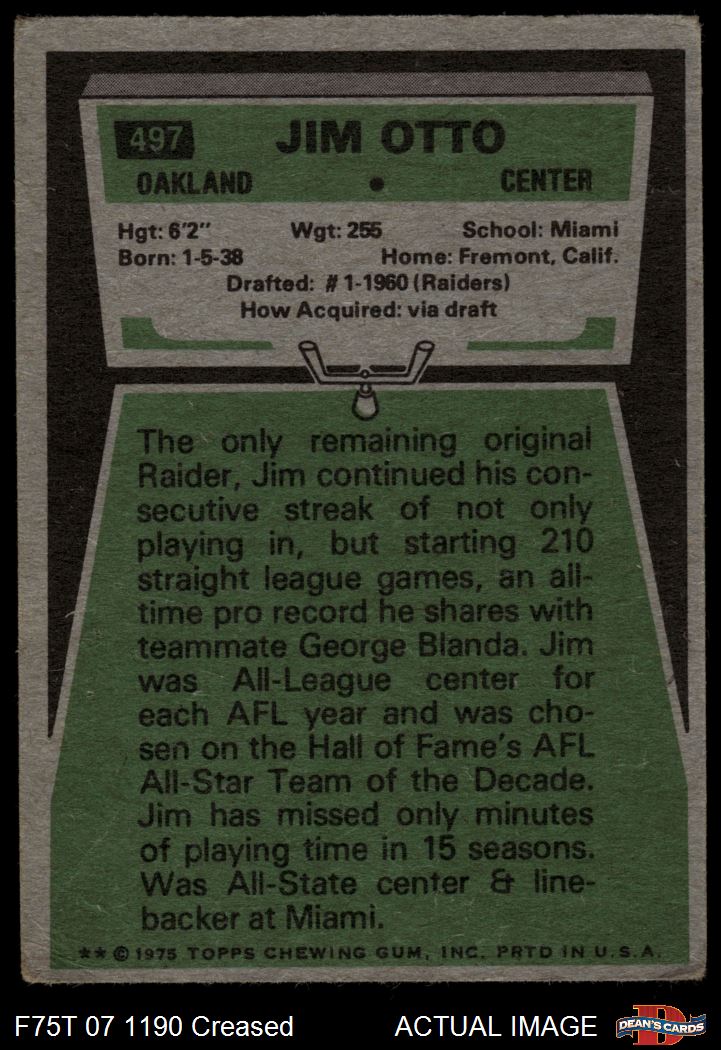 497 JIM OTTO
OAKLAND • CENTER
Hgt: 6'2" Wgt: 255 School: Miami
Born: 1-5-38 Home: Fremont, Calif.
Drafted: #1-1960 (Raiders)
How Acquired: via draft
The only remaining original
Raider, Jim continued his con-
secutive streak of not only
playing in, but starting 210
straight league games, an all-
time pro record he shares with
teammate George Blanda. Jim
was All-League center for
each AFL year and was cho-
sen on the Hall of Fame's AFL
All-Star Team of the Decade.
Jim has missed only minutes
of playing time in 15 seasons.
Was All-State center & line-
backer at Miami.
** © 1975 TOPPS CHEWING GUM, INC. PRTD IN U.S.A.
F75T 07 1190 Creased ACTUAL IMAGE D DEAN'S CARDS